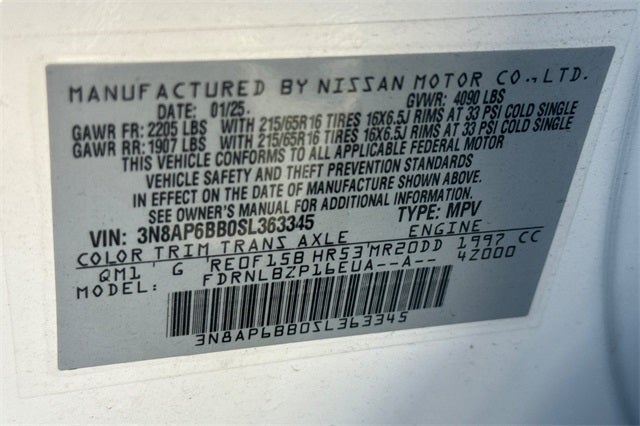 MANUFACTURED BY NISSAN MOTOR CO., LTD.
DATE: 01/25. GVWR: 4090 LBS
GAWR FR: 2205 LBS WITH 215/65R16 TIRES 16X6.5J RIMS AT 33 PSI COLD SINGLE
GAWR RR: 1907 LBS WITH 215/65R16 TIRES 16X6.5J RIMS AT 33 PSI COLD SINGLE
THIS VEHICLE CONFORMS TO ALL APPLICABLE FEDERAL MOTOR
VEHICLE SAFETY AND THEFT PREVENTION STANDARDS
IN EFFECT ON THE DATE OF MANUFACTURE SHOWN ABOVE.
SEE OWNER'S MANUAL FOR ADDITIONAL INFORMATION.
VIN: 3N8AP6BB0SL363345 TYPE: MPV
COLOR TRIM TRANS AXLE ENGINE
QM1 G RE0F15B HR53 MR20DD 1997 CC
MODEL: FDRNLBZP16EUA--A-- 4Z000
3N8AP6BB0SL363345